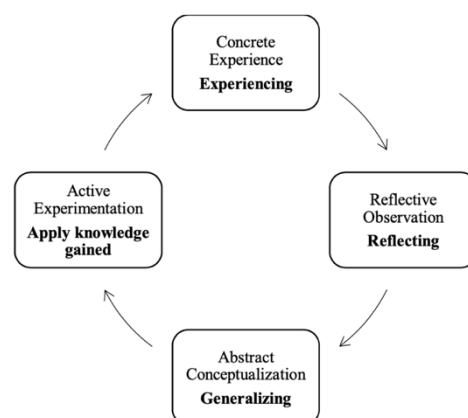 Concrete
Experience
Experiencing
Reflective
Observation
Reflecting
Abstract
Conceptualization
Generalizing
Active
Experimentation
Apply knowledge
gained